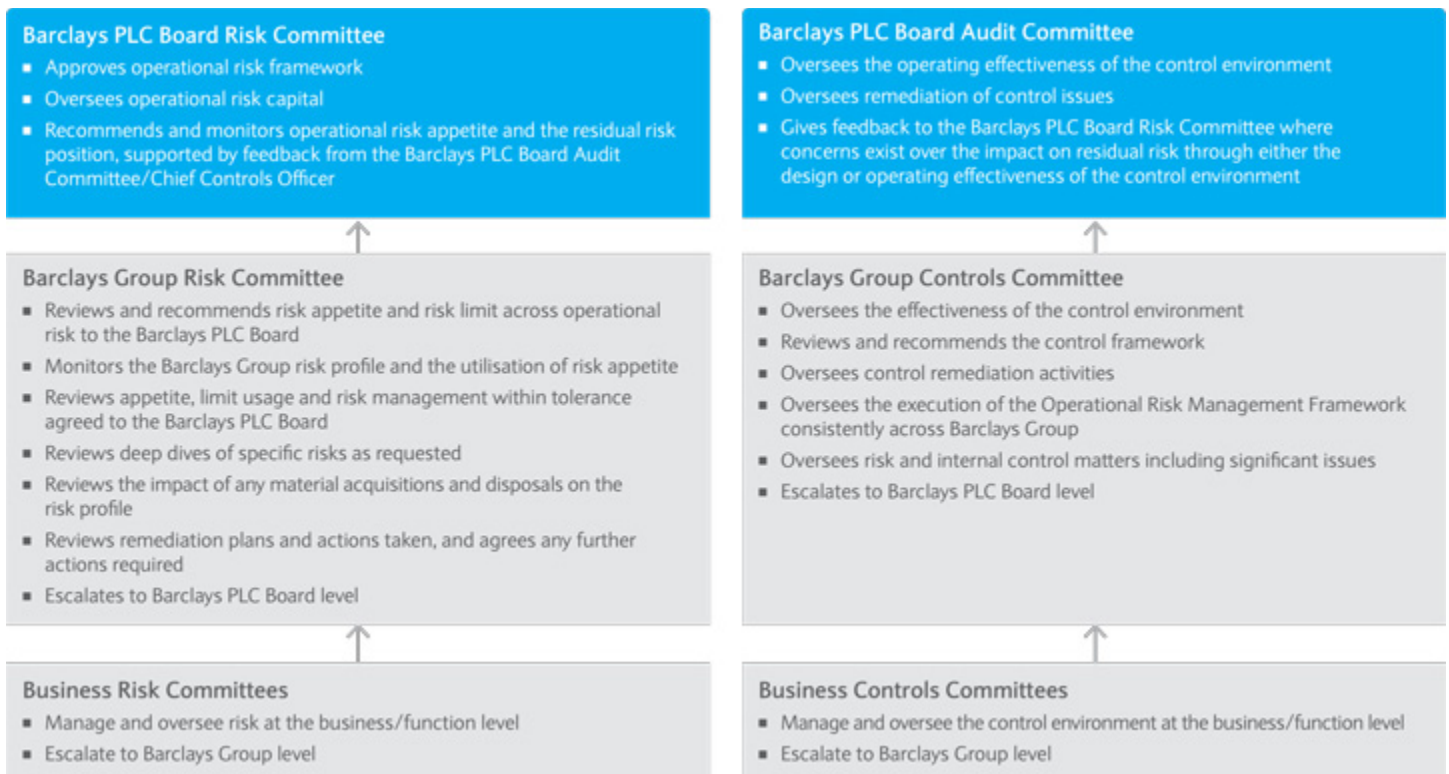 Barclays PLC Board Risk Committee
▪ Approves operational risk framework
▪ Oversees operational risk capital
▪ Recommends and monitors operational risk appetite and the residual risk
position, supported by feedback from the Barclays PLC Board Audit
Committee/Chief Controls Officer
Barclays PLC Board Audit Committee
▪ Oversees the operating effectiveness of the control environment
▪ Oversees remediation of control issues
▪ Gives feedback to the Barclays PLC Board Risk Committee where
concerns exist over the impact on residual risk through either the
design or operating effectiveness of the control environment
Barclays Group Risk Committee
▪ Reviews and recommends risk appetite and risk limit across operational
risk to the Barclays PLC Board
▪ Monitors the Barclays Group risk profile and the utilisation of risk appetite
▪ Reviews appetite, limit usage and risk management within tolerance
agreed to the Barclays PLC Board
▪ Reviews deep dives of specific risks as requested
▪ Reviews the impact of any material acquisitions and disposals on the
risk profile
▪ Reviews remediation plans and actions taken, and agrees any further
actions required
▪ Escalates to Barclays PLC Board level
Barclays Group Controls Committee
▪ Oversees the effectiveness of the control environment
▪ Reviews and recommends the control framework
▪ Oversees control remediation activities
▪ Oversees the execution of the Operational Risk Management Framework
consistently across Barclays Group
▪ Oversees risk and internal control matters including significant issues
▪ Escalates to Barclays PLC Board level
Business Risk Committees
▪ Manage and oversee risk at the business/function level
▪ Escalate to Barclays Group level
Business Controls Committees
▪ Manage and oversee the control environment at the business/function level
▪ Escalate to Barclays Group level